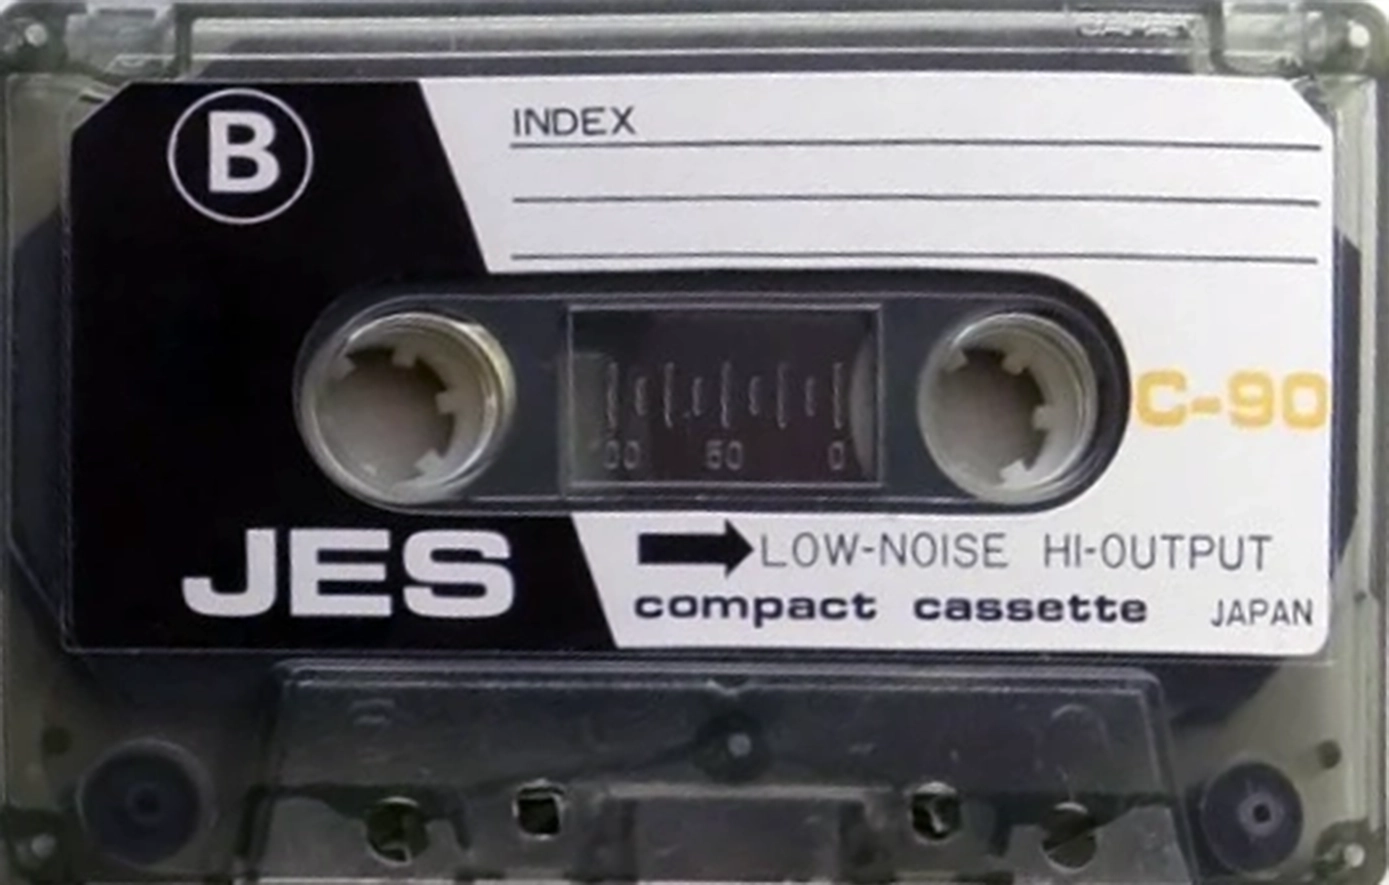 B
INDEX
C-90
00 50 0
JES
LOW-NOISE HI-OUTPUT
compact cassette JAPAN